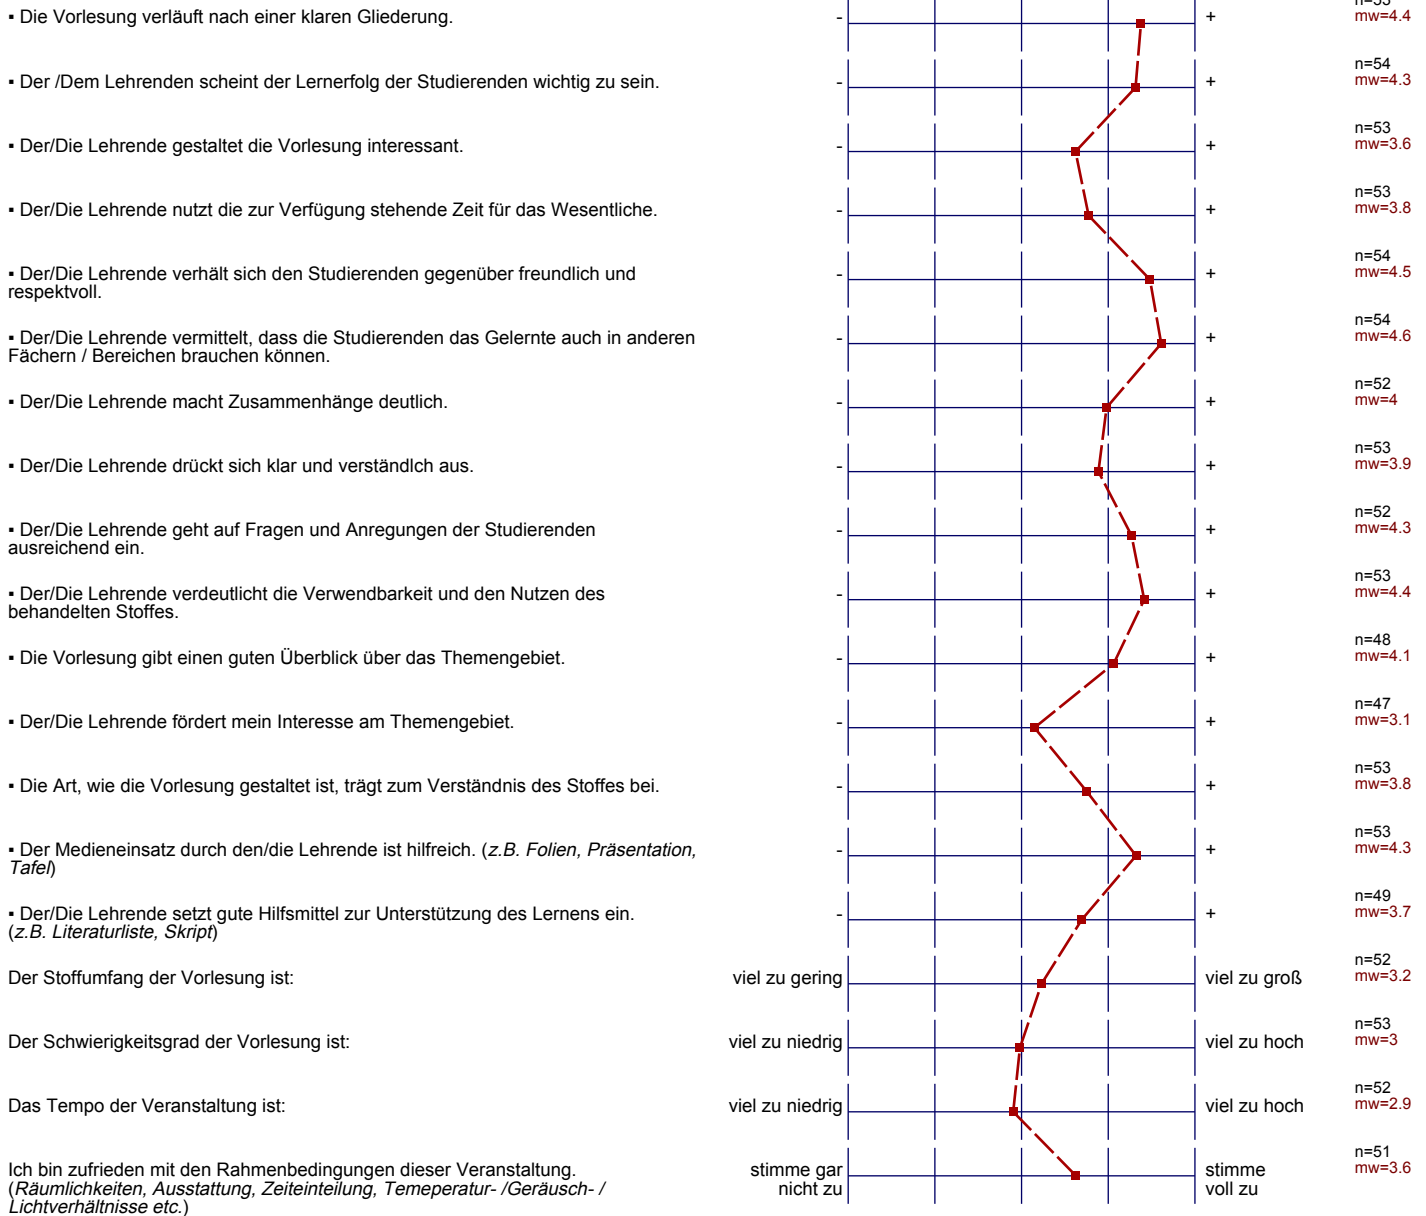 ▪ Die Vorlesung verläuft nach einer klaren Gliederung. - + n=53
mw=4.4
▪ Der /Dem Lehrenden scheint der Lernerfolg der Studierenden wichtig zu sein. - + n=54
mw=4.3
▪ Der/Die Lehrende gestaltet die Vorlesung interessant. - + n=53
mw=3.6
▪ Der/Die Lehrende nutzt die zur Verfügung stehende Zeit für das Wesentliche. - + n=53
mw=3.8
▪ Der/Die Lehrende verhält sich den Studierenden gegenüber freundlich und
respektvoll. - + n=54
mw=4.5
▪ Der/Die Lehrende vermittelt, dass die Studierenden das Gelernte auch in anderen
Fächern / Bereichen brauchen können. - + n=54
mw=4.6
▪ Der/Die Lehrende macht Zusammenhänge deutlich. - + n=52
mw=4
▪ Der/Die Lehrende drückt sich klar und verständlch aus. - + n=53
mw=3.9
▪ Der/Die Lehrende geht auf Fragen und Anregungen der Studierenden
ausreichend ein. - + n=52
mw=4.3
▪ Der/Die Lehrende verdeutlicht die Verwendbarkeit und den Nutzen des
behandelten Stoffes. - + n=53
mw=4.4
▪ Die Vorlesung gibt einen guten Überblick über das Themengebiet. - + n=48
mw=4.1
▪ Der/Die Lehrende fördert mein Interesse am Themengebiet. - + n=47
mw=3.1
▪ Die Art, wie die Vorlesung gestaltet ist, trägt zum Verständnis des Stoffes bei. - + n=53
mw=3.8
▪ Der Medieneinsatz durch den/die Lehrende ist hilfreich. (z.B. Folien, Präsentation,
Tafel) - + n=53
mw=4.3
▪ Der/Die Lehrende setzt gute Hilfsmittel zur Unterstützung des Lernens ein.
(z.B. Literaturliste, Skript) - + n=49
mw=3.7
Der Stoffumfang der Vorlesung ist: viel zu gering viel zu groß n=52
mw=3.2
Der Schwierigkeitsgrad der Vorlesung ist: viel zu niedrig viel zu hoch n=53
mw=3
Das Tempo der Veranstaltung ist: viel zu niedrig viel zu hoch n=52
mw=2.9
Ich bin zufrieden mit den Rahmenbedingungen dieser Veranstaltung. stimme gar stimme n=51
(Räumlichkeiten, Ausstattung, Zeiteinteilung, Temeperatur- /Geräusch- / nicht zu voll zu mw=3.6
Lichtverhältnisse etc.)